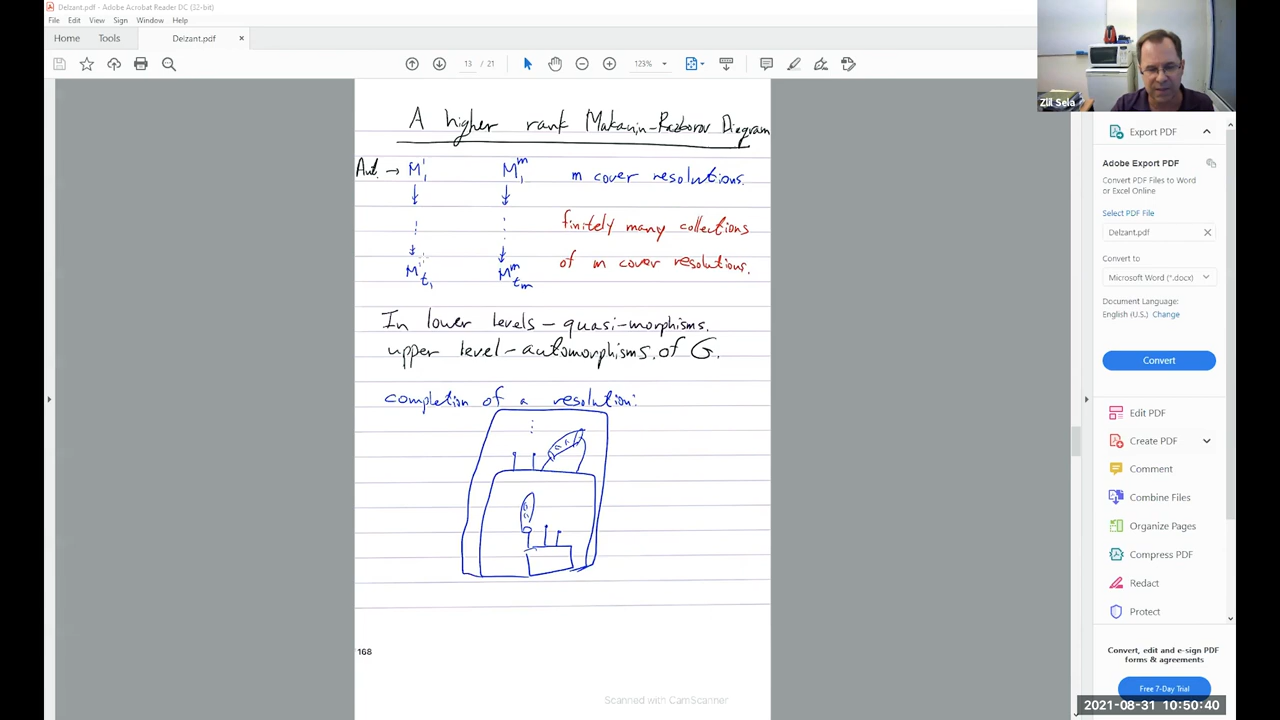 Delzant.pdf - Adobe Acrobat Reader DC (32-bit)
File Edit View Sign Window Help
Home Tools Delzant.pdf ×
13 / 21 123%
Zlil Sela
A higher rank Makanin-Razborov Diagram
Aut. → M¹₁ Mᵐ₁ m cover resolutions.
finitely many collections
M¹t₁ Mᵐtₘ of m cover resolutions.
In lower levels – quasi-morphisms.
upper level – automorphisms of G.
completion of a resolution:
168
Scanned with CamScanner
Export PDF
Adobe Export PDF
Convert PDF Files to Word
or Excel Online
Select PDF File
Delzant.pdf
Convert to
Microsoft Word (*.docx)
Document Language:
English (U.S.) Change
Convert
Edit PDF
Create PDF
Comment
Combine Files
Organize Pages
Compress PDF
Redact
Protect
Convert, edit and e-sign PDF
forms & agreements
Free 7-Day Trial
2021-08-31 10:50:40